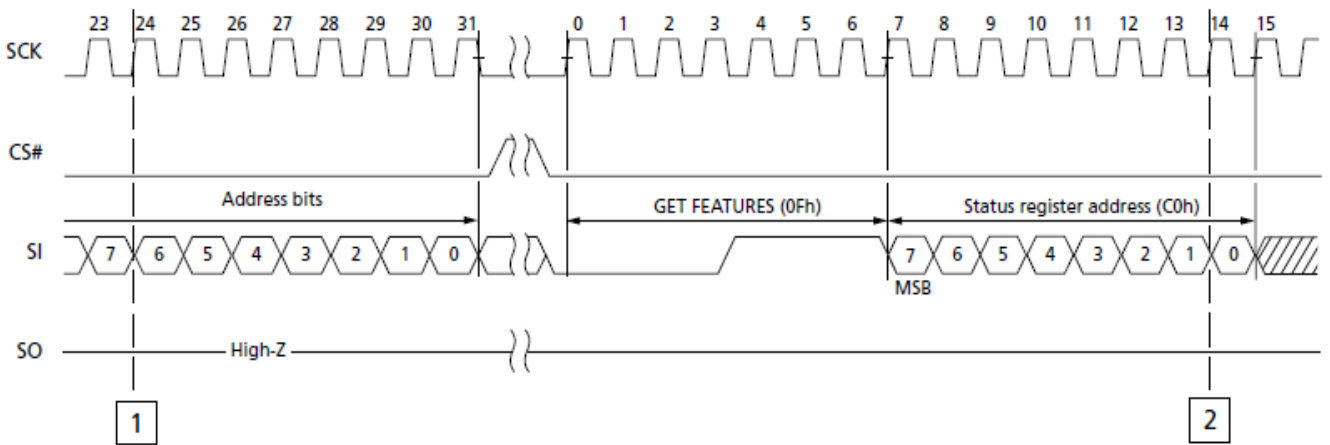 23 24 25 26 27 28 29 30 31 0 1 2 3 4 5 6 7 8 9 10 11 12 13 14 15
SCK
CS#
Address bits GET FEATURES (0Fh) Status register address (C0h)
SI 7 6 5 4 3 2 1 0 7 6 5 4 3 2 1 0
MSB
SO High-Z
1 2